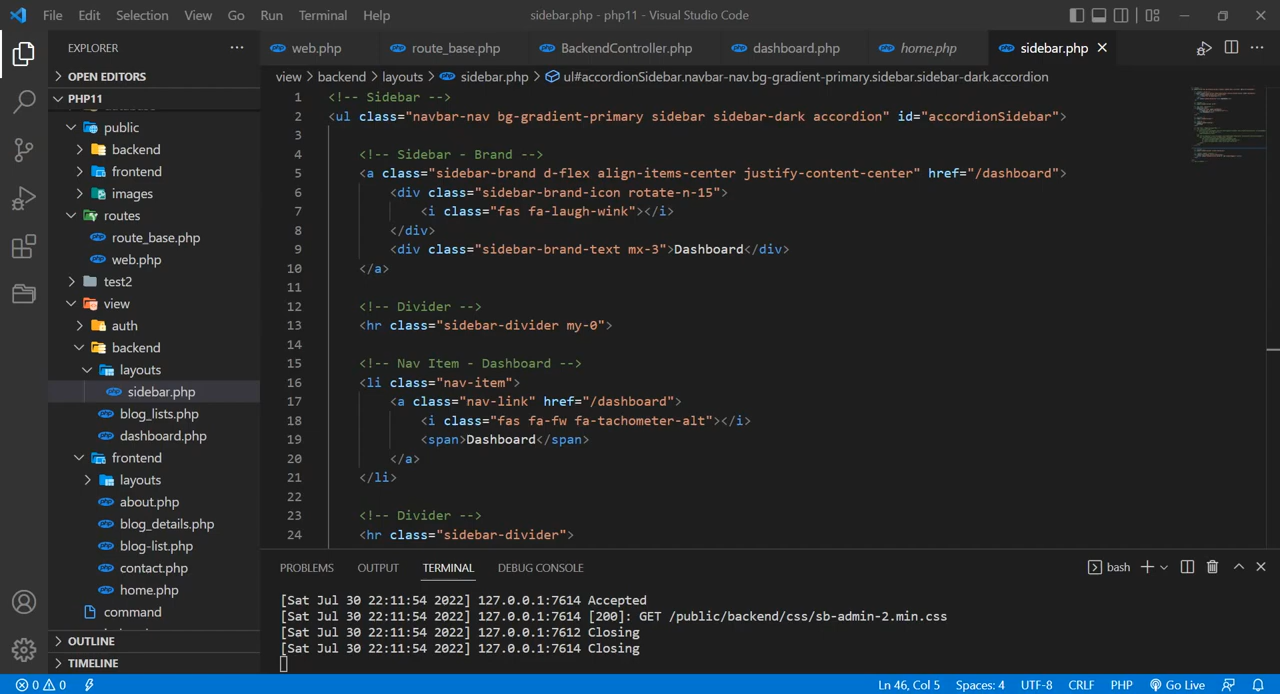 File Edit Selection View Go Run Terminal Help
sidebar.php - php11 - Visual Studio Code
EXPLORER
web.php
route_base.php
BackendController.php
dashboard.php
home.php
sidebar.php
OPEN EDITORS
PHP11
public
backend
frontend
images
routes
route_base.php
web.php
test2
view
auth
backend
layouts
sidebar.php
blog_lists.php
dashboard.php
frontend
layouts
about.php
blog_details.php
blog-list.php
contact.php
home.php
command
OUTLINE
TIMELINE
view > backend > layouts > sidebar.php > ul#accordionSidebar.navbar-nav.bg-gradient-primary.sidebar.sidebar-dark.accordion
1 <!-- Sidebar -->
2 <ul class="navbar-nav bg-gradient-primary sidebar sidebar-dark accordion" id="accordionSidebar">
3
4 <!-- Sidebar - Brand -->
5 <a class="sidebar-brand d-flex align-items-center justify-content-center" href="/dashboard">
6 <div class="sidebar-brand-icon rotate-n-15">
7 <i class="fas fa-laugh-wink"></i>
8 </div>
9 <div class="sidebar-brand-text mx-3">Dashboard</div>
10 </a>
11
12 <!-- Divider -->
13 <hr class="sidebar-divider my-0">
14
15 <!-- Nav Item - Dashboard -->
16 <li class="nav-item">
17 <a class="nav-link" href="/dashboard">
18 <i class="fas fa-fw fa-tachometer-alt"></i>
19 <span>Dashboard</span>
20 </a>
21 </li>
22
23 <!-- Divider -->
24 <hr class="sidebar-divider">
PROBLEMS OUTPUT TERMINAL DEBUG CONSOLE
bash
[Sat Jul 30 22:11:54 2022] 127.0.0.1:7614 Accepted
[Sat Jul 30 22:11:54 2022] 127.0.0.1:7614 [200]: GET /public/backend/css/sb-admin-2.min.css
[Sat Jul 30 22:11:54 2022] 127.0.0.1:7612 Closing
[Sat Jul 30 22:11:54 2022] 127.0.0.1:7614 Closing
0 0
Ln 46, Col 5 Spaces: 4 UTF-8 CRLF PHP Go Live